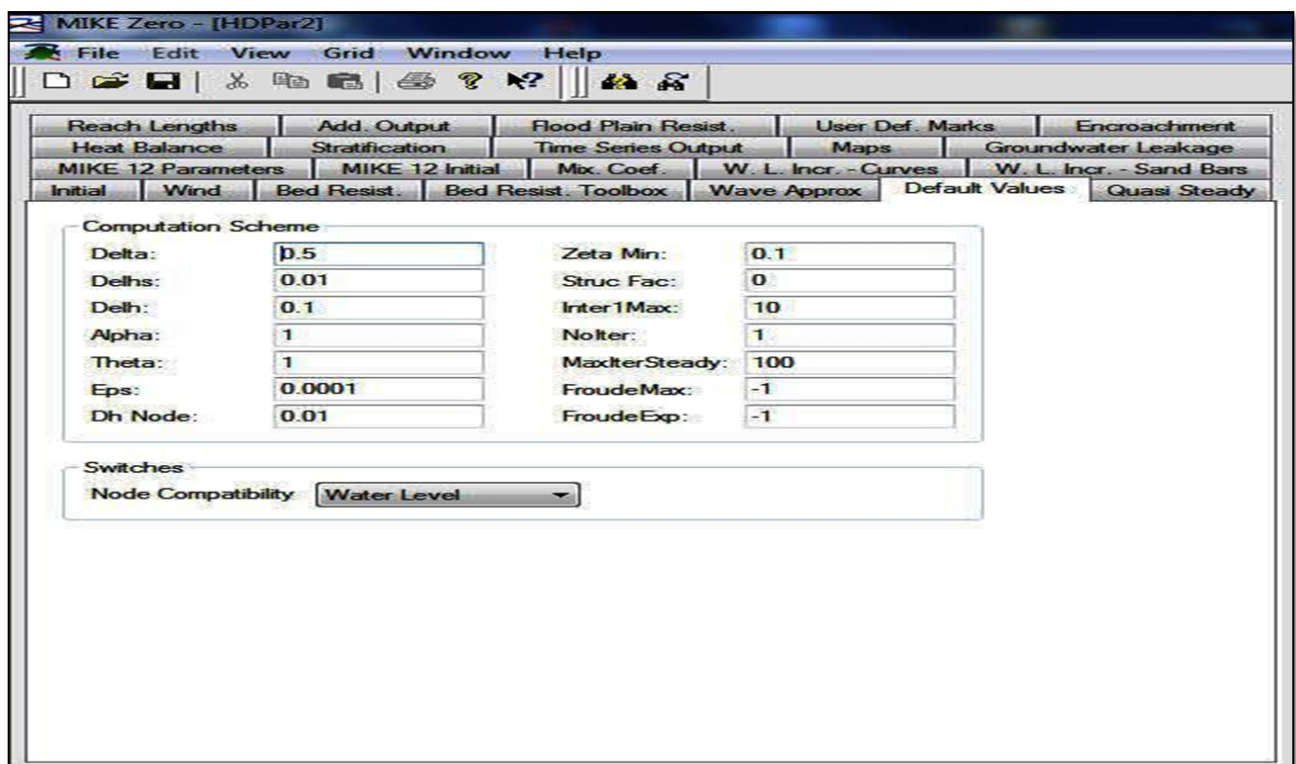 MIKE Zero - [HDPar2]
File Edit View Grid Window Help
Reach Lengths Add. Output Flood Plain Resist. User Def. Marks Encroachment
Heat Balance Stratification Time Series Output Maps Groundwater Leakage
MIKE 12 Parameters MIKE 12 Initial Mix. Coef. W. L. Incr. - Curves W. L. Incr. - Sand Bars
Initial Wind Bed Resist. Bed Resist. Toolbox Wave Approx Default Values Quasi Steady
Computation Scheme
Delta: 0.5 Zeta Min: 0.1
Delhs: 0.01 Struc Fac: 0
Delh: 0.1 Inter1Max: 10
Alpha: 1 NoIter: 1
Theta: 1 MaxIterSteady: 100
Eps: 0.0001 FroudeMax: -1
Dh Node: 0.01 FroudeExp: -1
Switches
Node Compatibility Water Level